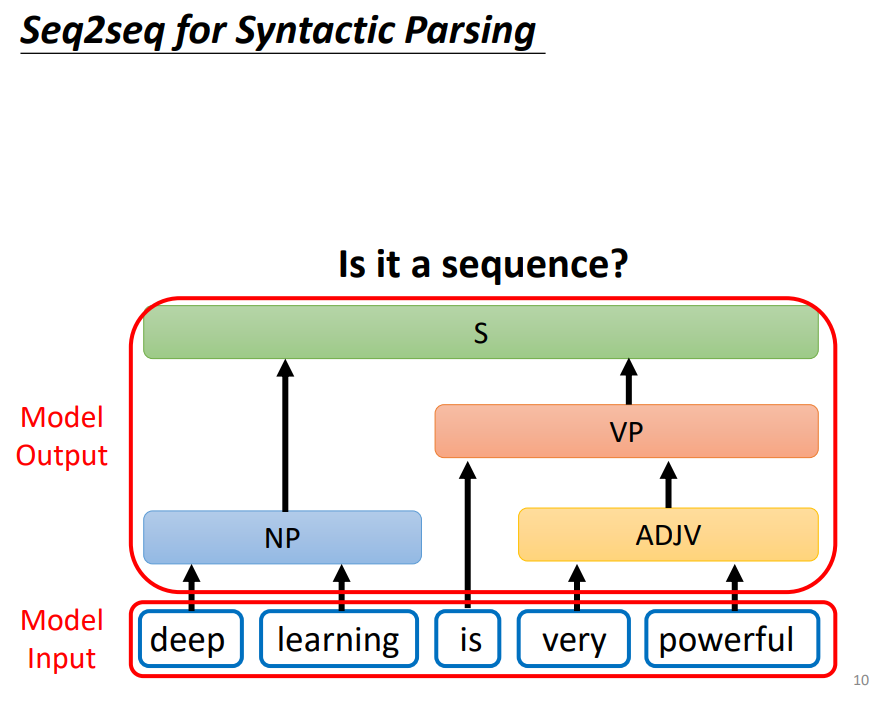 Seq2seq for Syntactic Parsing
Is it a sequence?
S
Model
Output
VP
NP
ADJV
Model
Input
deep learning is very powerful
10